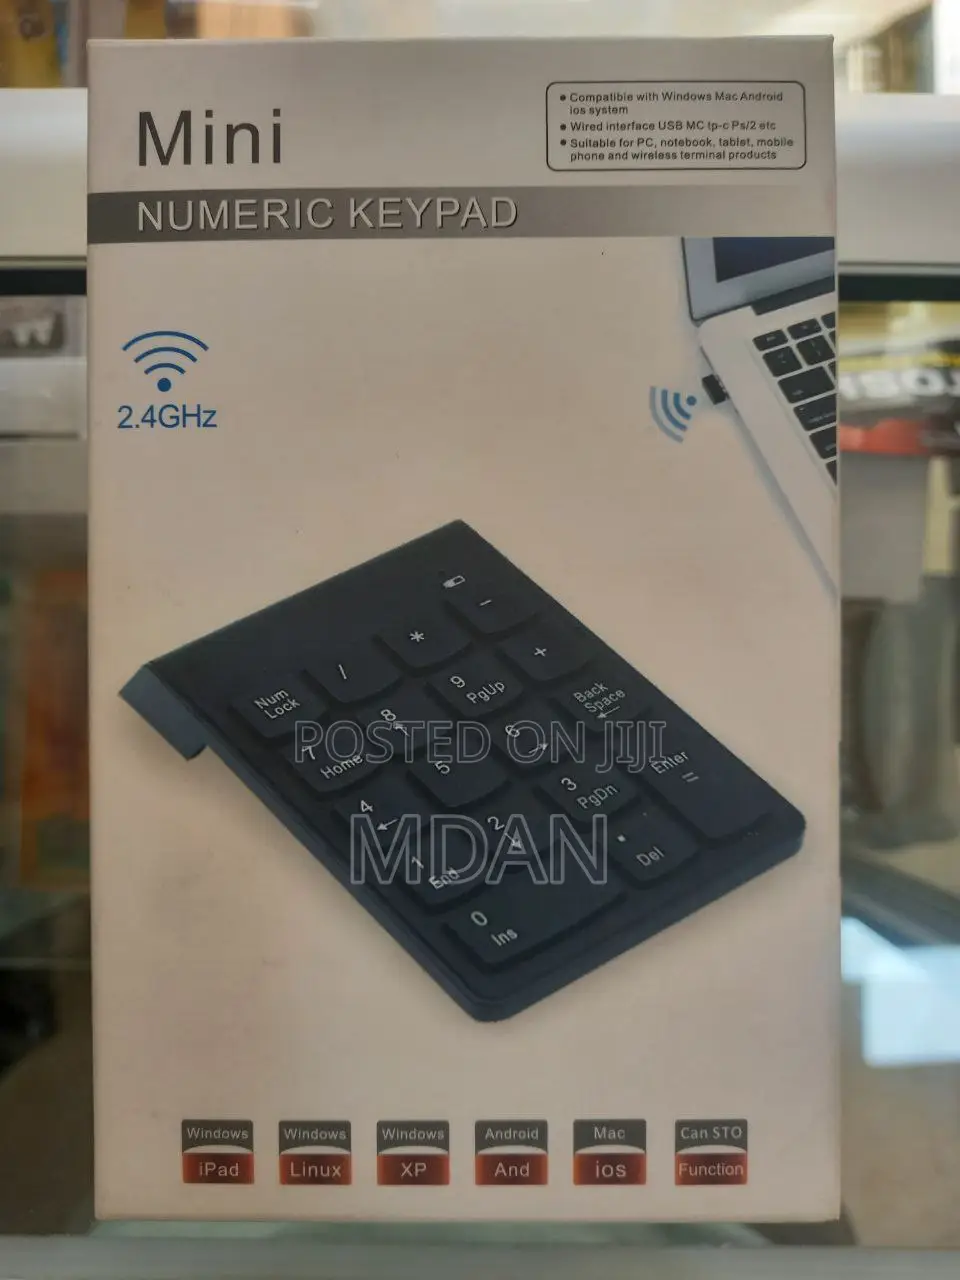 Mini
NUMERIC KEYPAD
• Compatible with Windows Mac Android
ios system
• Wired interface USB MC tp-c Ps/2 etc
• Suitable for PC, notebook, tablet, mobile
phone and wireless terminal products
2.4GHz
Num
Lock
/
*
-
7
Home
8
9
PgUp
+
4
5
6
Back
Space
1
End
2
3
PgDn
Enter
=
0
Ins
.
Del
POSTED ON JIJI
MDAN
Windows
iPad
Windows
Linux
Windows
XP
Android
And
Mac
ios
Can STO
Function